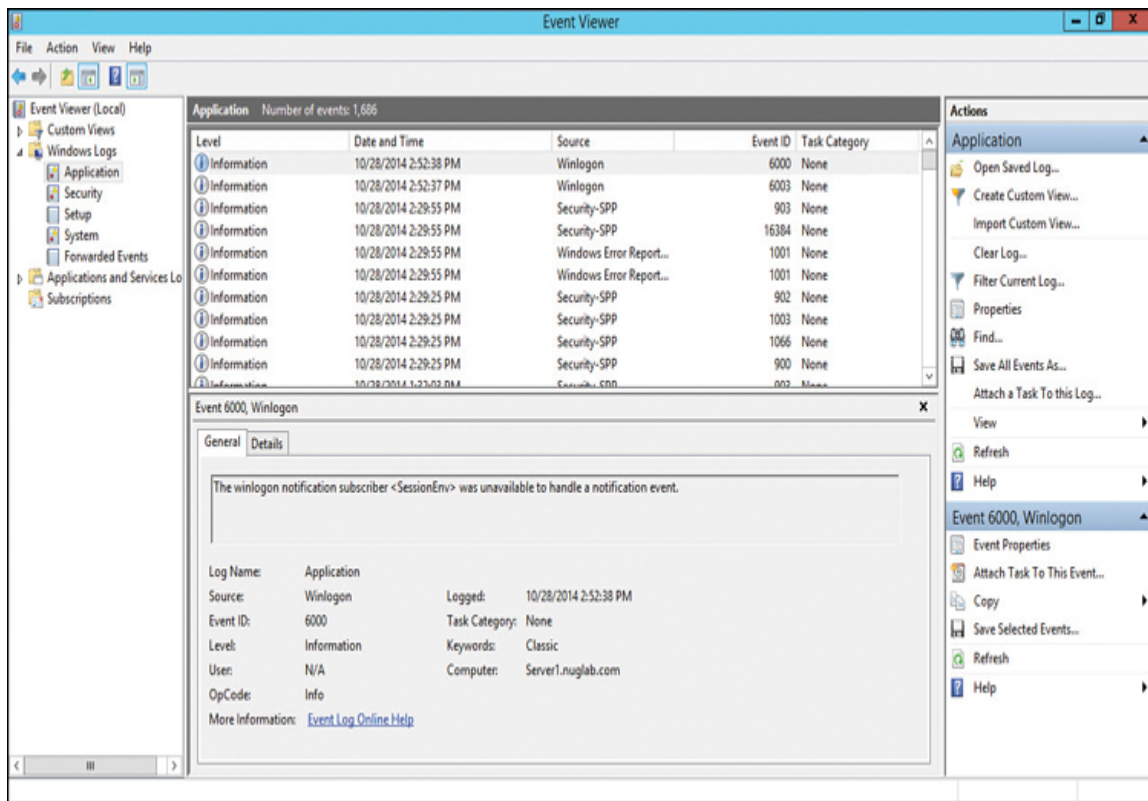 Event Viewer
File Action View Help
Event Viewer (Local)
Custom Views
Windows Logs
Application
Security
Setup
System
Forwarded Events
Applications and Services Lo
Subscriptions
Application Number of events: 1,686
Level Date and Time Source Event ID Task Category
Information 10/28/2014 2:52:38 PM Winlogon 6000 None
Information 10/28/2014 2:52:37 PM Winlogon 6003 None
Information 10/28/2014 2:29:55 PM Security-SPP 903 None
Information 10/28/2014 2:29:55 PM Security-SPP 16384 None
Information 10/28/2014 2:29:55 PM Windows Error Report... 1001 None
Information 10/28/2014 2:29:55 PM Windows Error Report... 1001 None
Information 10/28/2014 2:29:25 PM Security-SPP 902 None
Information 10/28/2014 2:29:25 PM Security-SPP 1003 None
Information 10/28/2014 2:29:25 PM Security-SPP 1066 None
Information 10/28/2014 2:29:25 PM Security-SPP 900 None
Event 6000, Winlogon
General Details
The winlogon notification subscriber <SessionEnv> was unavailable to handle a notification event.
Log Name: Application
Source: Winlogon Logged: 10/28/2014 2:52:38 PM
Event ID: 6000 Task Category: None
Level: Information Keywords: Classic
User: N/A Computer: Server1.nuglab.com
OpCode: Info
More Information: Event Log Online Help
Actions
Application
Open Saved Log...
Create Custom View...
Import Custom View...
Clear Log...
Filter Current Log...
Properties
Find...
Save All Events As...
Attach a Task To this Log...
View
Refresh
Help
Event 6000, Winlogon
Event Properties
Attach Task To This Event...
Copy
Save Selected Events...
Refresh
Help